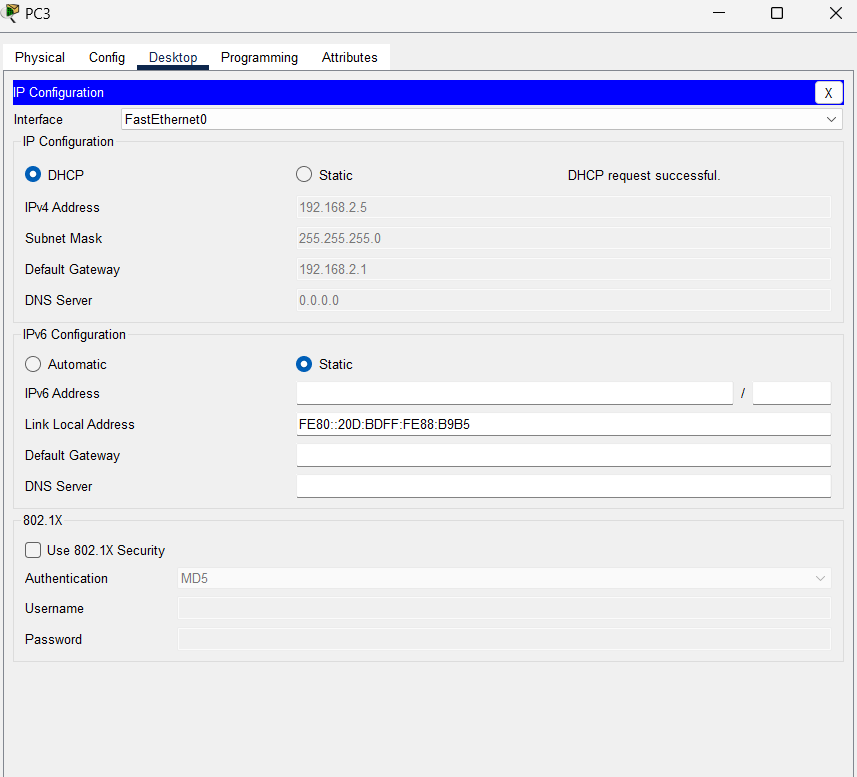 PC3
Physical Config Desktop Programming Attributes
IP Configuration X
Interface FastEthernet0
IP Configuration
DHCP Static DHCP request successful.
IPv4 Address 192.168.2.5
Subnet Mask 255.255.255.0
Default Gateway 192.168.2.1
DNS Server 0.0.0.0
IPv6 Configuration
Automatic Static
IPv6 Address /
Link Local Address FE80::20D:BDFF:FE88:B9B5
Default Gateway
DNS Server
802.1X
Use 802.1X Security
Authentication MD5
Username
Password